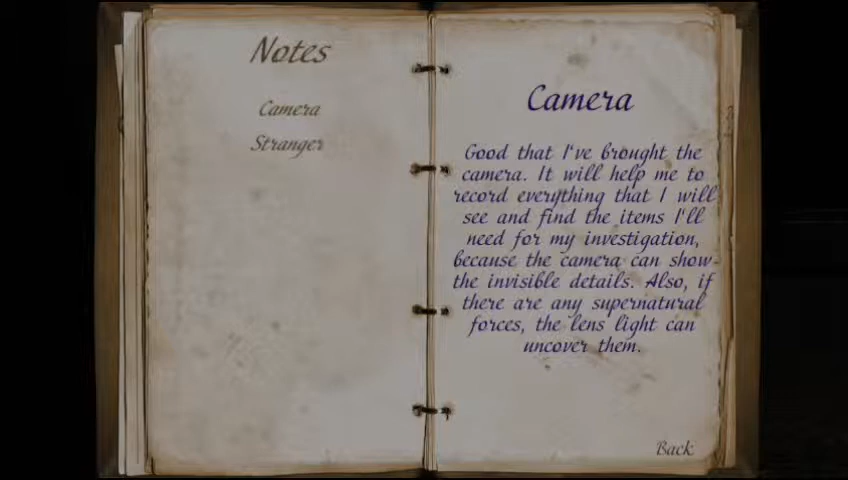 Notes
Camera
Stranger
Camera
Good that I've brought the
camera. It will help me to
record everything that I will
see and find the items I'll
need for my investigation,
because the camera can show
the invisible details. Also, if
there are any supernatural
forces, the lens light can
uncover them.
Back